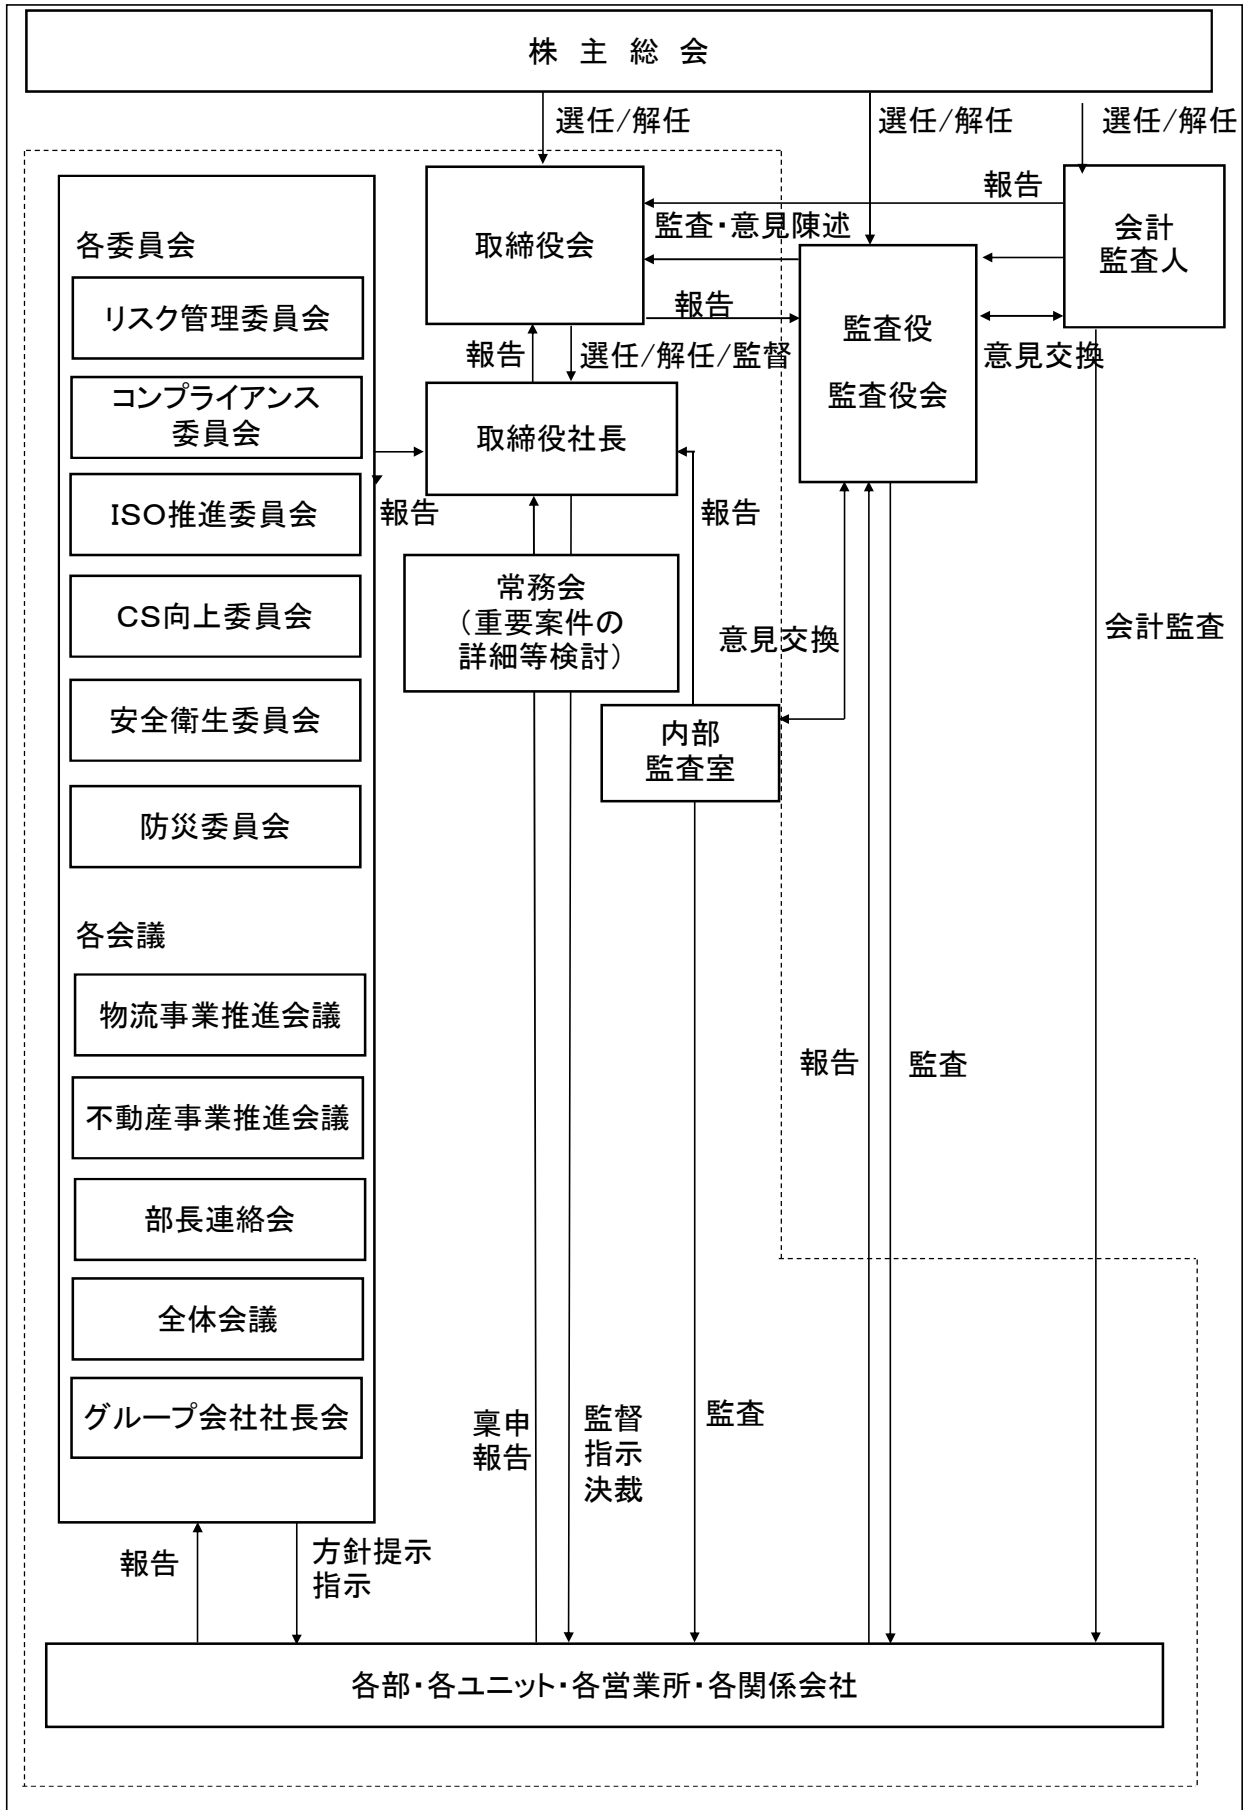 株 主 総 会
選任/解任
選任/解任
選任/解任
報告
会計
監査人
各委員会
取締役会
監査・意見陳述
リスク管理委員会
報告
監査役
監査役会
意見交換
報告
選任/解任/監督
コンプライアンス
委員会
取締役社長
ISO推進委員会
報告
報告
常務会
（重要案件の
詳細等検討）
CS向上委員会
意見交換
会計監査
安全衛生委員会
内部
監査室
防災委員会
各会議
物流事業推進会議
報告
監査
不動産事業推進会議
部長連絡会
全体会議
グループ会社社長会
稟申
報告
監督
指示
決裁
監査
報告
方針提示
指示
各部・各ユニット・各営業所・各関係会社